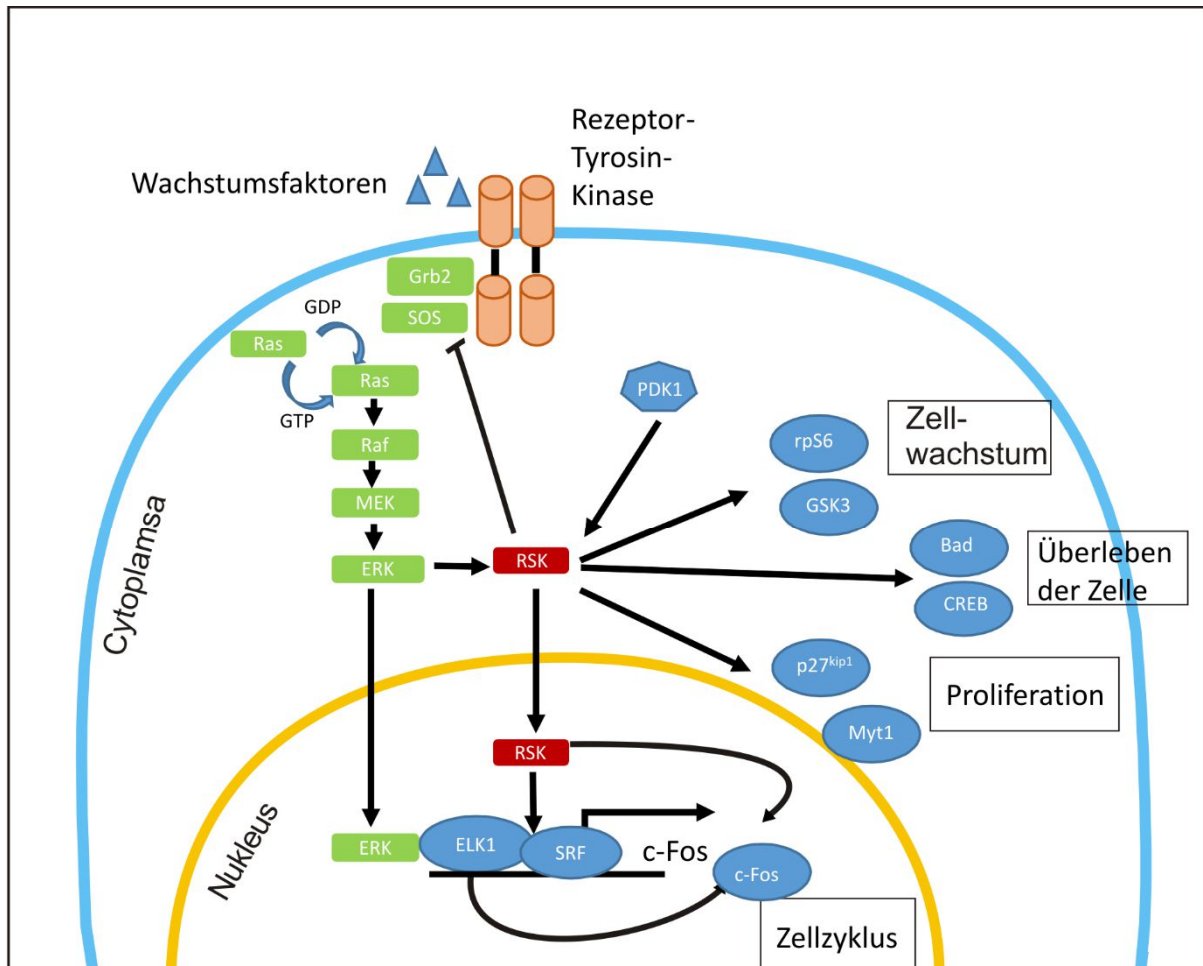 Rezeptor-
Tyrosin-
Kinase
Wachstumsfaktoren
Grb2
SOS
GDP
Ras
Ras
GTP
PDK1
Raf
rpS6
Zell-
wachstum
MEK
GSK3
ERK
RSK
Bad
Überleben
der Zelle
CREB
Cytoplamsa
p27kip1
Proliferation
Myt1
RSK
Nukleus
ERK
ELK1
SRF
c-Fos
c-Fos
Zellzyklus